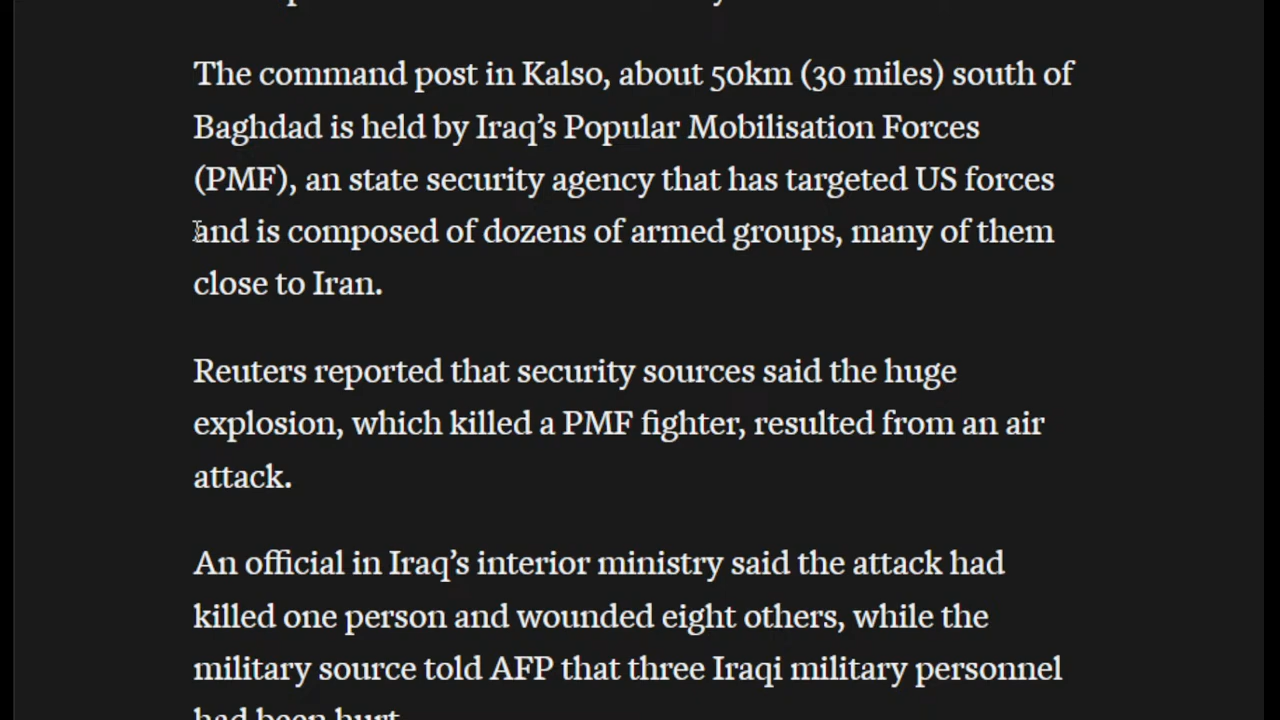 The command post in Kalso, about 50km (30 miles) south of
Baghdad is held by Iraq’s Popular Mobilisation Forces
(PMF), an state security agency that has targeted US forces
and is composed of dozens of armed groups, many of them
close to Iran.
Reuters reported that security sources said the huge
explosion, which killed a PMF fighter, resulted from an air
attack.
An official in Iraq’s interior ministry said the attack had
killed one person and wounded eight others, while the
military source told AFP that three Iraqi military personnel
had been hurt.